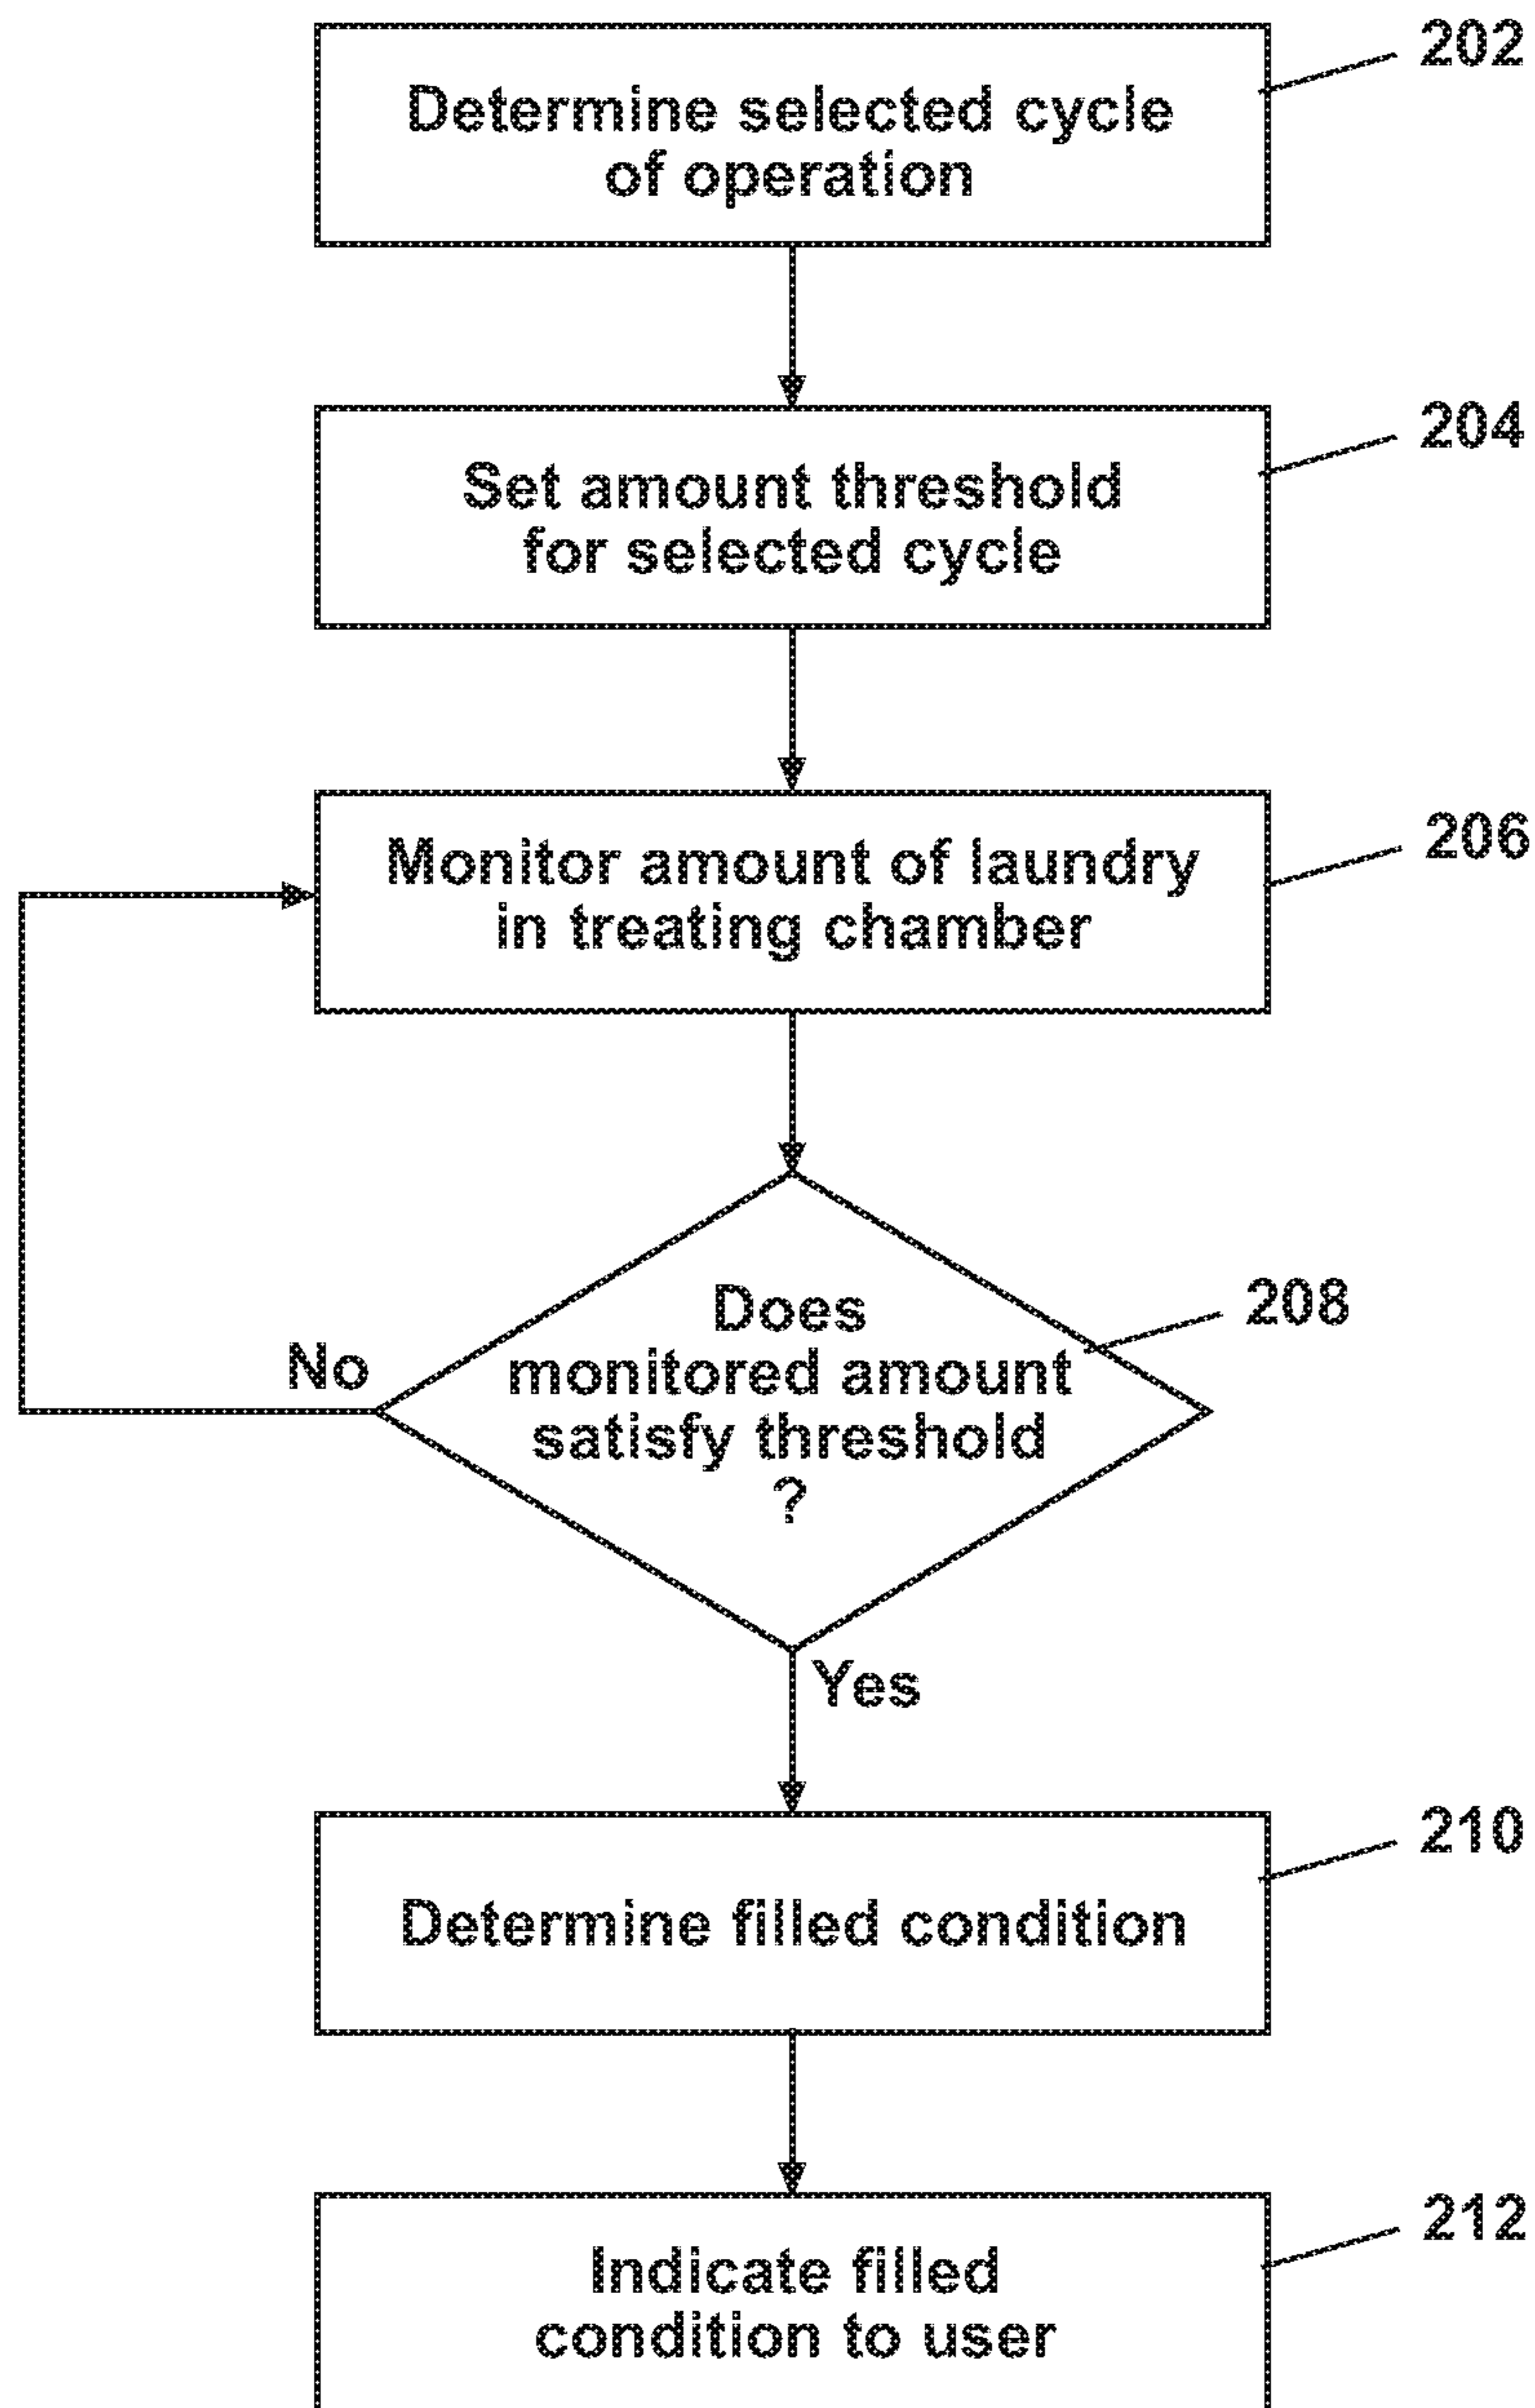 202
Determine selected cycle
of operation
204
Set amount threshold
for selected cycle
206
Monitor amount of laundry
in treating chamber
208
Does
monitored amount
satisfy threshold
?
No
Yes
210
Determine filled condition
212
Indicate filled
condition to user